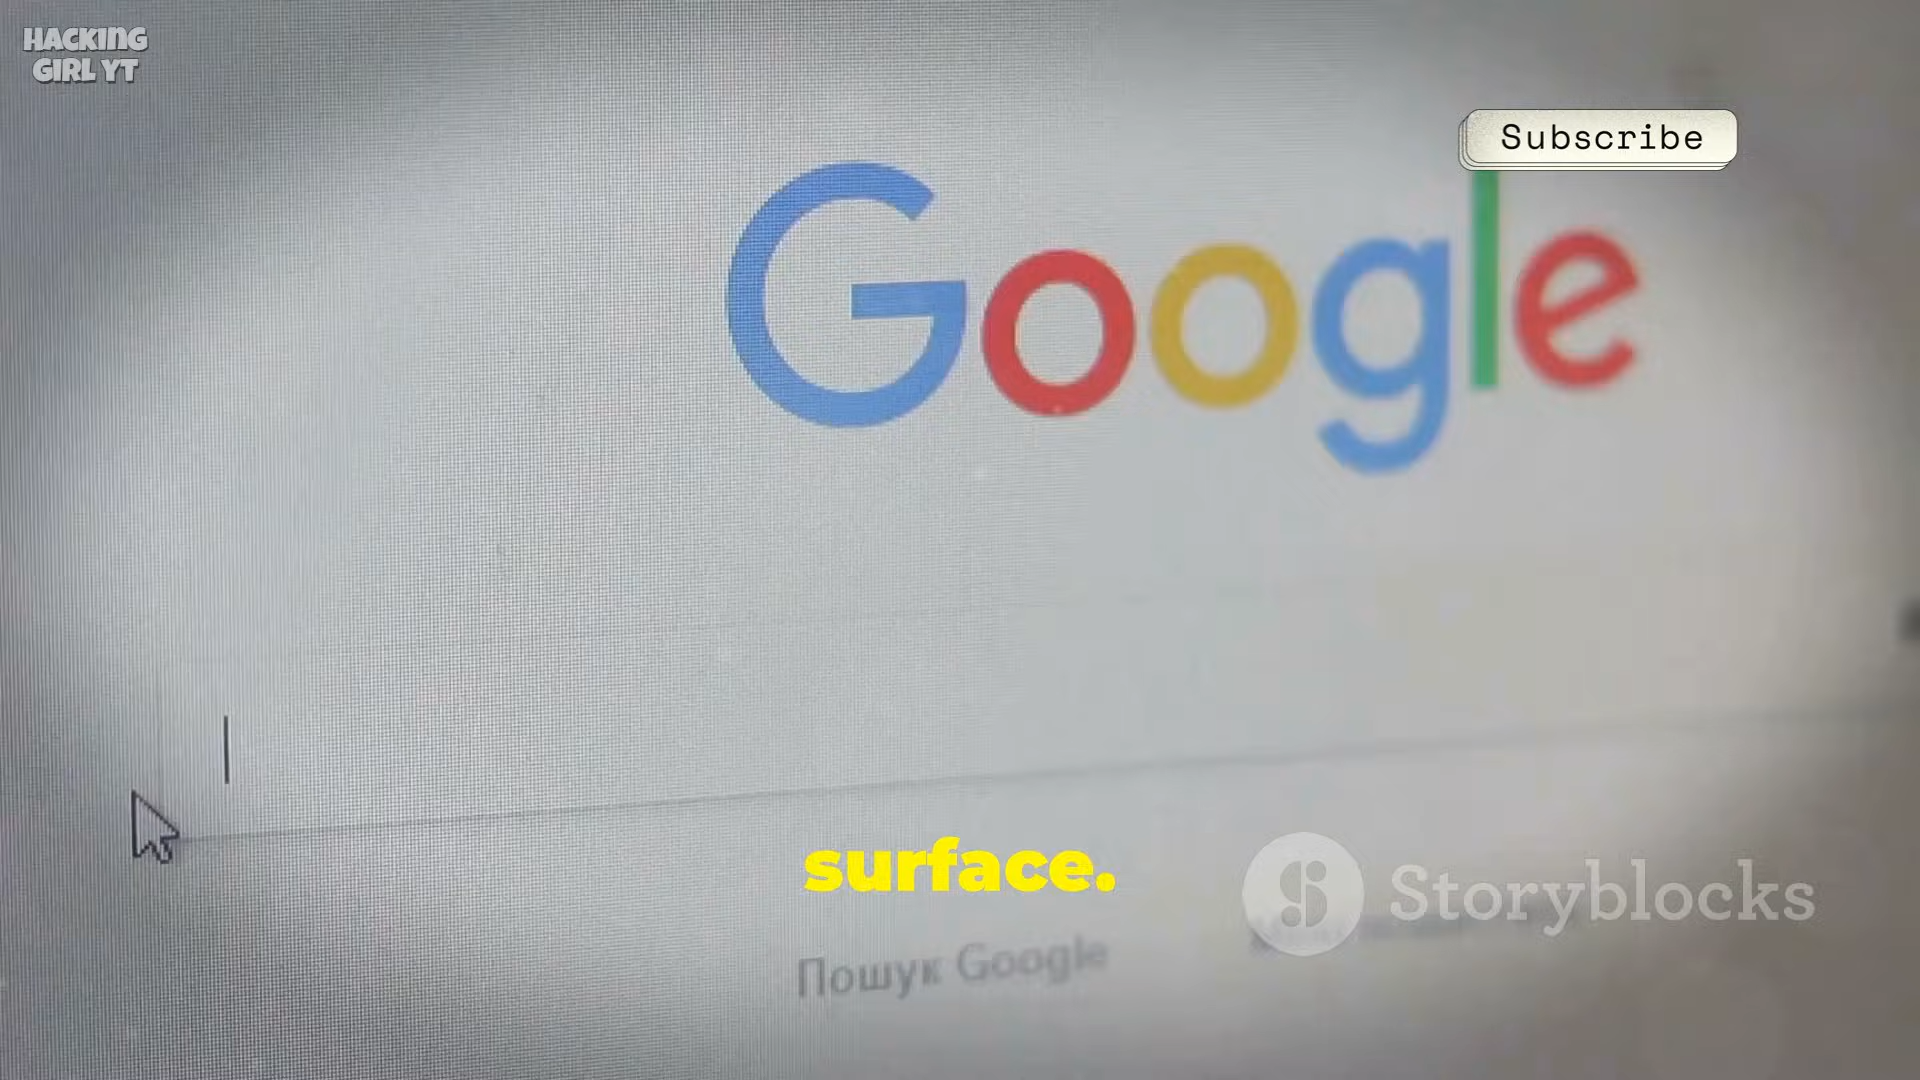 HACKING
GIRL YT
Subscribe
Google
surface.
Storyblocks
Пошук Google